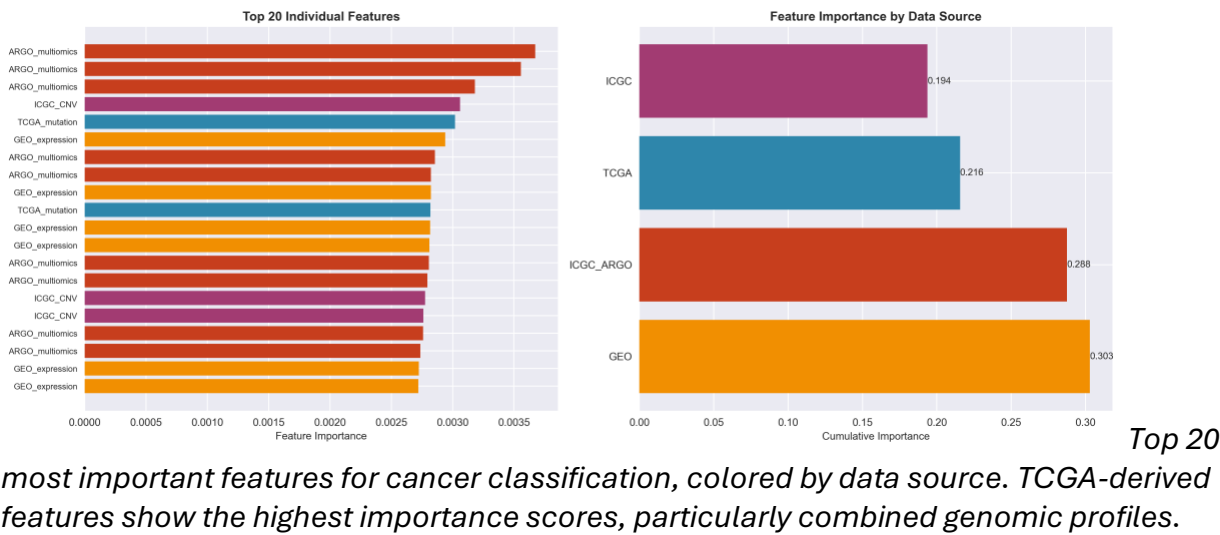 Top 20 Individual Features
ARGO_multiomics
ARGO_multiomics
ARGO_multiomics
ICGC_CNV
TCGA_mutation
GEO_expression
ARGO_multiomics
ARGO_multiomics
GEO_expression
TCGA_mutation
GEO_expression
GEO_expression
ARGO_multiomics
ARGO_multiomics
ICGC_CNV
ICGC_CNV
ARGO_multiomics
ARGO_multiomics
GEO_expression
GEO_expression
0.0000 0.0005 0.0010 0.0015 0.0020 0.0025 0.0030 0.0035
Feature Importance
Feature Importance by Data Source
ICGC 0.194
TCGA 0.216
ICGC_ARGO 0.288
GEO 0.303
0.00 0.05 0.10 0.15 0.20 0.25 0.30
Cumulative Importance
Top 20
most important features for cancer classification, colored by data source. TCGA-derived
features show the highest importance scores, particularly combined genomic profiles.